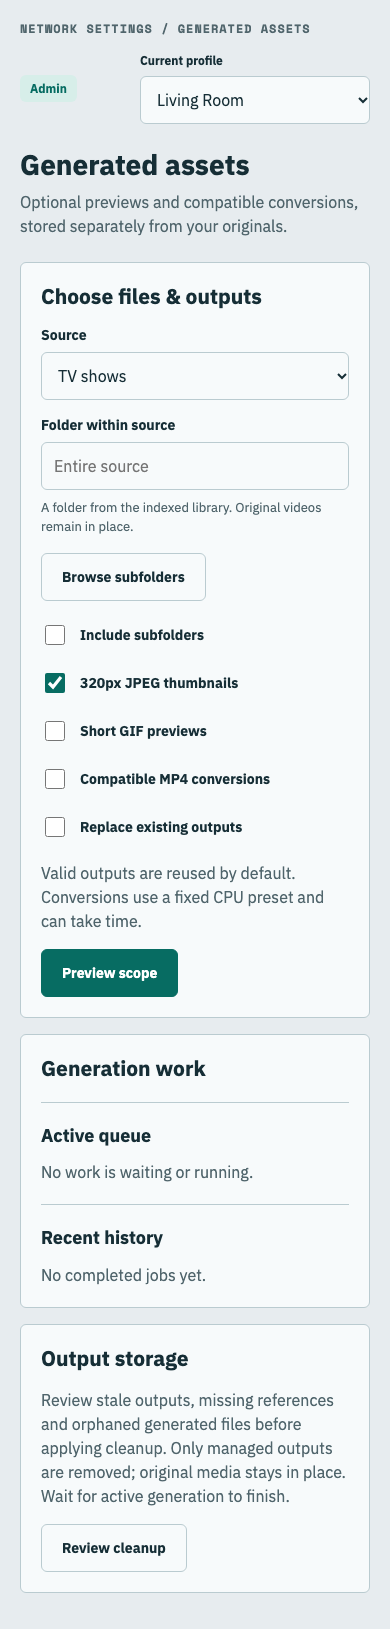 NETWORK SETTINGS / GENERATED ASSETS
Current profile
Admin
Living Room
Generated assets
Optional previews and compatible conversions,
stored separately from your originals.
Choose files & outputs
Source
TV shows
Folder within source
Entire source
A folder from the indexed library. Original videos
remain in place.
Browse subfolders
Include subfolders
320px JPEG thumbnails
Short GIF previews
Compatible MP4 conversions
Replace existing outputs
Valid outputs are reused by default.
Conversions use a fixed CPU preset and
can take time.
Preview scope
Generation work
Active queue
No work is waiting or running.
Recent history
No completed jobs yet.
Output storage
Review stale outputs, missing references
and orphaned generated files before
applying cleanup. Only managed outputs
are removed; original media stays in place.
Wait for active generation to finish.
Review cleanup